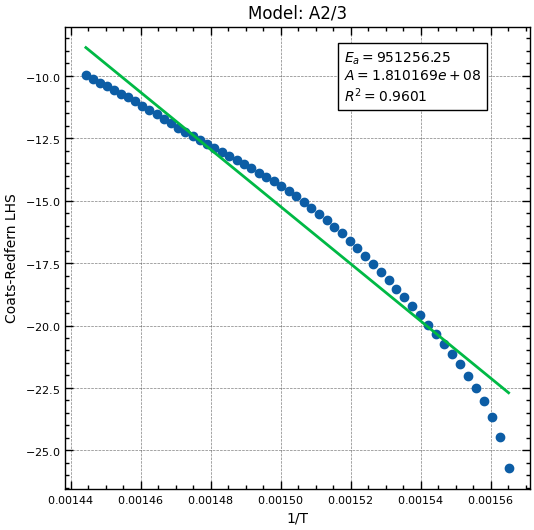 Model: A2/3
E_a = 951256.25
A = 1.810169e + 08
R² = 0.9601
Coats-Redfern LHS
−10.0
−12.5
−15.0
−17.5
−20.0
−22.5
−25.0
0.00144 0.00146 0.00148 0.00150 0.00152 0.00154 0.00156
1/T